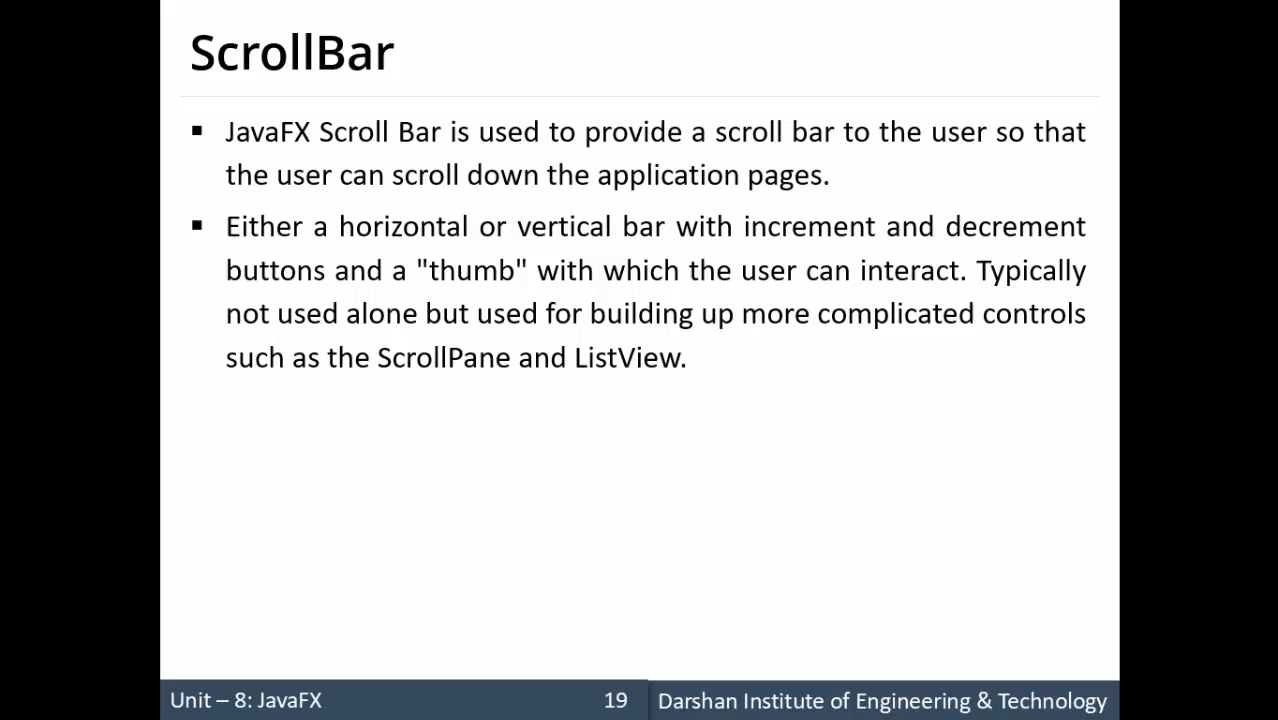 ScrollBar
▪ JavaFX Scroll Bar is used to provide a scroll bar to the user so that
the user can scroll down the application pages.
▪ Either a horizontal or vertical bar with increment and decrement
buttons and a "thumb" with which the user can interact. Typically
not used alone but used for building up more complicated controls
such as the ScrollPane and ListView.
Unit – 8: JavaFX 19 Darshan Institute of Engineering & Technology